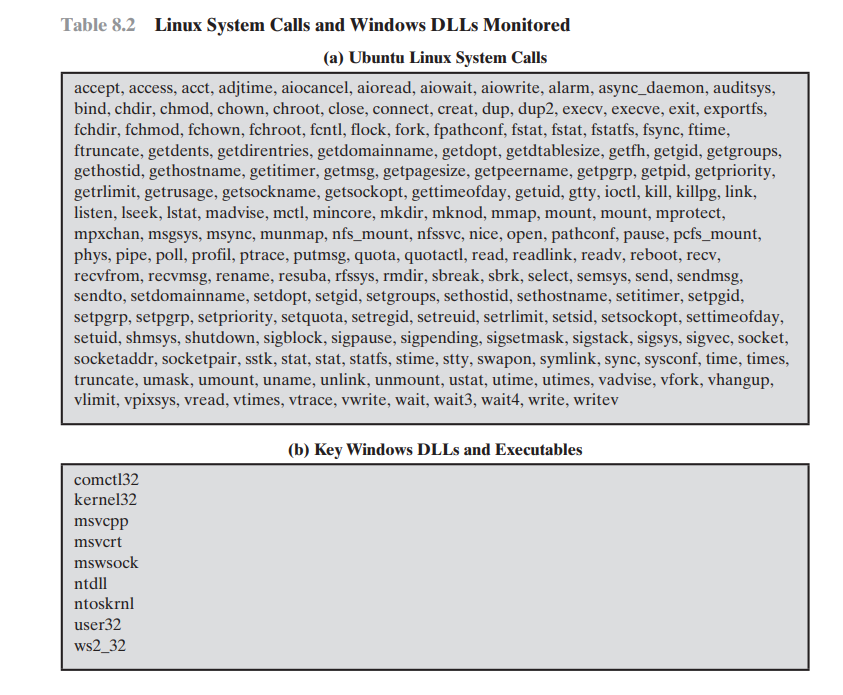 Table 8.2 Linux System Calls and Windows DLLs Monitored
(a) Ubuntu Linux System Calls
accept, access, acct, adjtime, aiocancel, aioread, aiowait, aiowrite, alarm, async_daemon, auditsys,
bind, chdir, chmod, chown, chroot, close, connect, creat, dup, dup2, execv, execve, exit, exportfs,
fchdir, fchmod, fchown, fchroot, fcntl, flock, fork, fpathconf, fstat, fstat, fstatfs, fsync, ftime,
ftruncate, getdents, getdirentries, getdomainname, getdopt, getdtablesize, getfh, getgid, getgroups,
gethostid, gethostname, getitimer, getmsg, getpagesize, getpeername, getpgrp, getpid, getpriority,
getrlimit, getrusage, getsockname, getsockopt, gettimeofday, getuid, gtty, ioctl, kill, killpg, link,
listen, lseek, lstat, madvise, mctl, mincore, mkdir, mknod, mmap, mount, mount, mprotect,
mpxchan, msgsys, msync, munmap, nfs_mount, nfssvc, nice, open, pathconf, pause, pcfs_mount,
phys, pipe, poll, profil, ptrace, putmsg, quota, quotactl, read, readlink, readv, reboot, recv,
recvfrom, recvmsg, rename, resuba, rfssys, rmdir, sbreak, sbrk, select, semsys, send, sendmsg,
sendto, setdomainname, setdopt, setgid, setgroups, sethostid, sethostname, setitimer, setpgid,
setpgrp, setpgrp, setpriority, setquota, setregid, setreuid, setrlimit, setsid, setsockopt, settimeofday,
setuid, shmsys, shutdown, sigblock, sigpause, sigpending, sigsetmask, sigstack, sigsys, sigvec, socket,
socketaddr, socketpair, sstk, stat, stat, statfs, stime, stty, swapon, symlink, sync, sysconf, time, times,
truncate, umask, umount, uname, unlink, unmount, ustat, utime, utimes, vadvise, vfork, vhangup,
vlimit, vpixsys, vread, vtimes, vtrace, vwrite, wait, wait3, wait4, write, writev
(b) Key Windows DLLs and Executables
comctl32
kernel32
msvcpp
msvcrt
mswsock
ntdll
ntoskrnl
user32
ws2_32